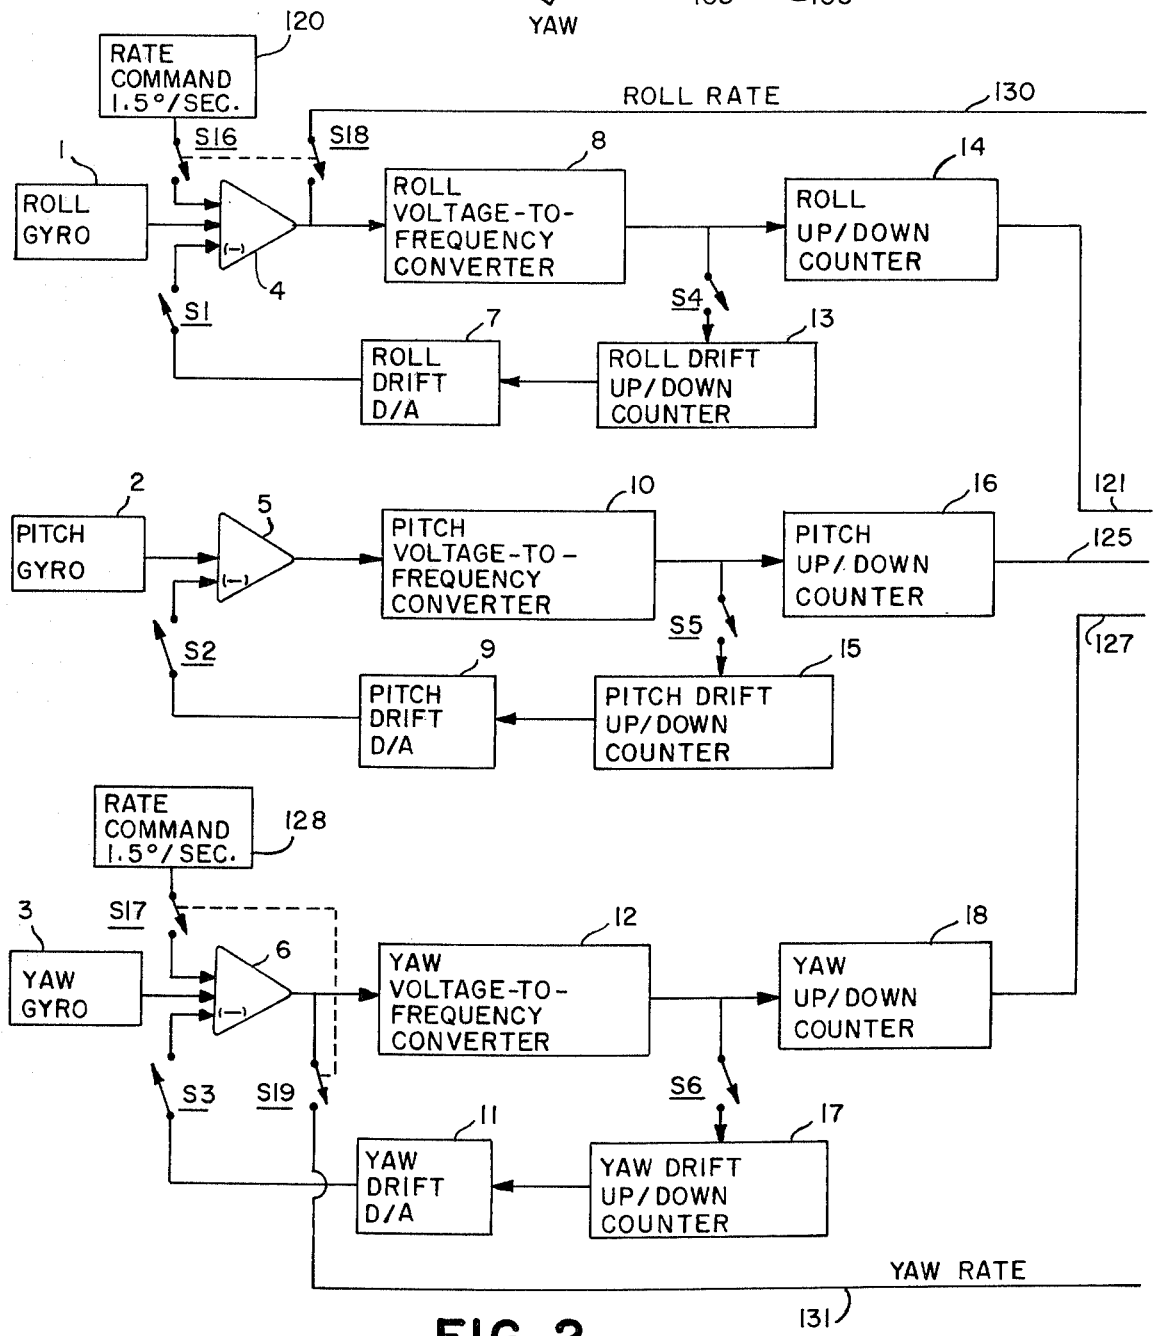 YAW
120
RATE
COMMAND
1.5°/SEC.
ROLL RATE
130
S16
S18
1
8
14
ROLL
GYRO
(-)
4
ROLL
VOLTAGE-TO-
FREQUENCY
CONVERTER
ROLL
UP/DOWN
COUNTER
S1
S4
7
13
ROLL
DRIFT
D/A
ROLL DRIFT
UP/DOWN
COUNTER
2
5
10
16
121
PITCH
GYRO
(-)
PITCH
VOLTAGE-TO-
FREQUENCY
CONVERTER
PITCH
UP/DOWN
COUNTER
125
127
S2
S5
9
15
PITCH
DRIFT
D/A
PITCH DRIFT
UP/DOWN
COUNTER
RATE
COMMAND
1.5°/SEC.
128
S17
3
6
12
18
YAW
GYRO
(-)
YAW
VOLTAGE-TO-
FREQUENCY
CONVERTER
YAW
UP/DOWN
COUNTER
S3
S19
S6
11
17
YAW
DRIFT
D/A
YAW DRIFT
UP/DOWN
COUNTER
YAW RATE
131